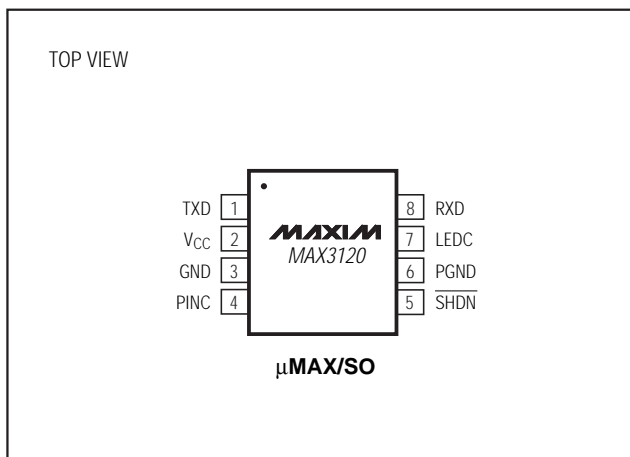 TOP VIEW
TXD 1
VCC 2
GND 3
PINC 4
MAXIM
MAX3120
8 RXD
7 LEDC
6 PGND
5 S̅H̅D̅N̅
µMAX/SO